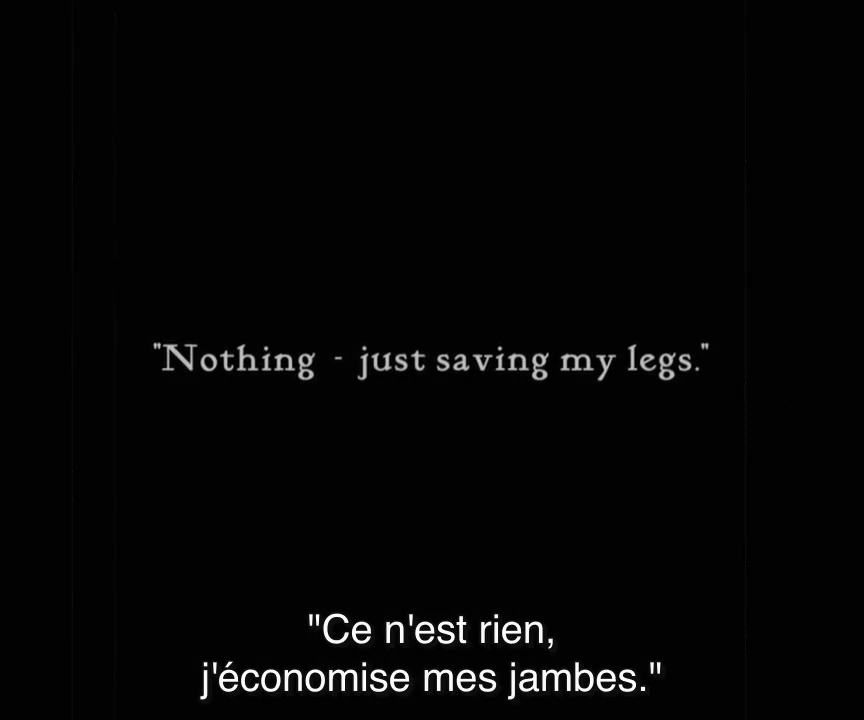 "Nothing - just saving my legs."
"Ce n'est rien,
j'économise mes jambes."